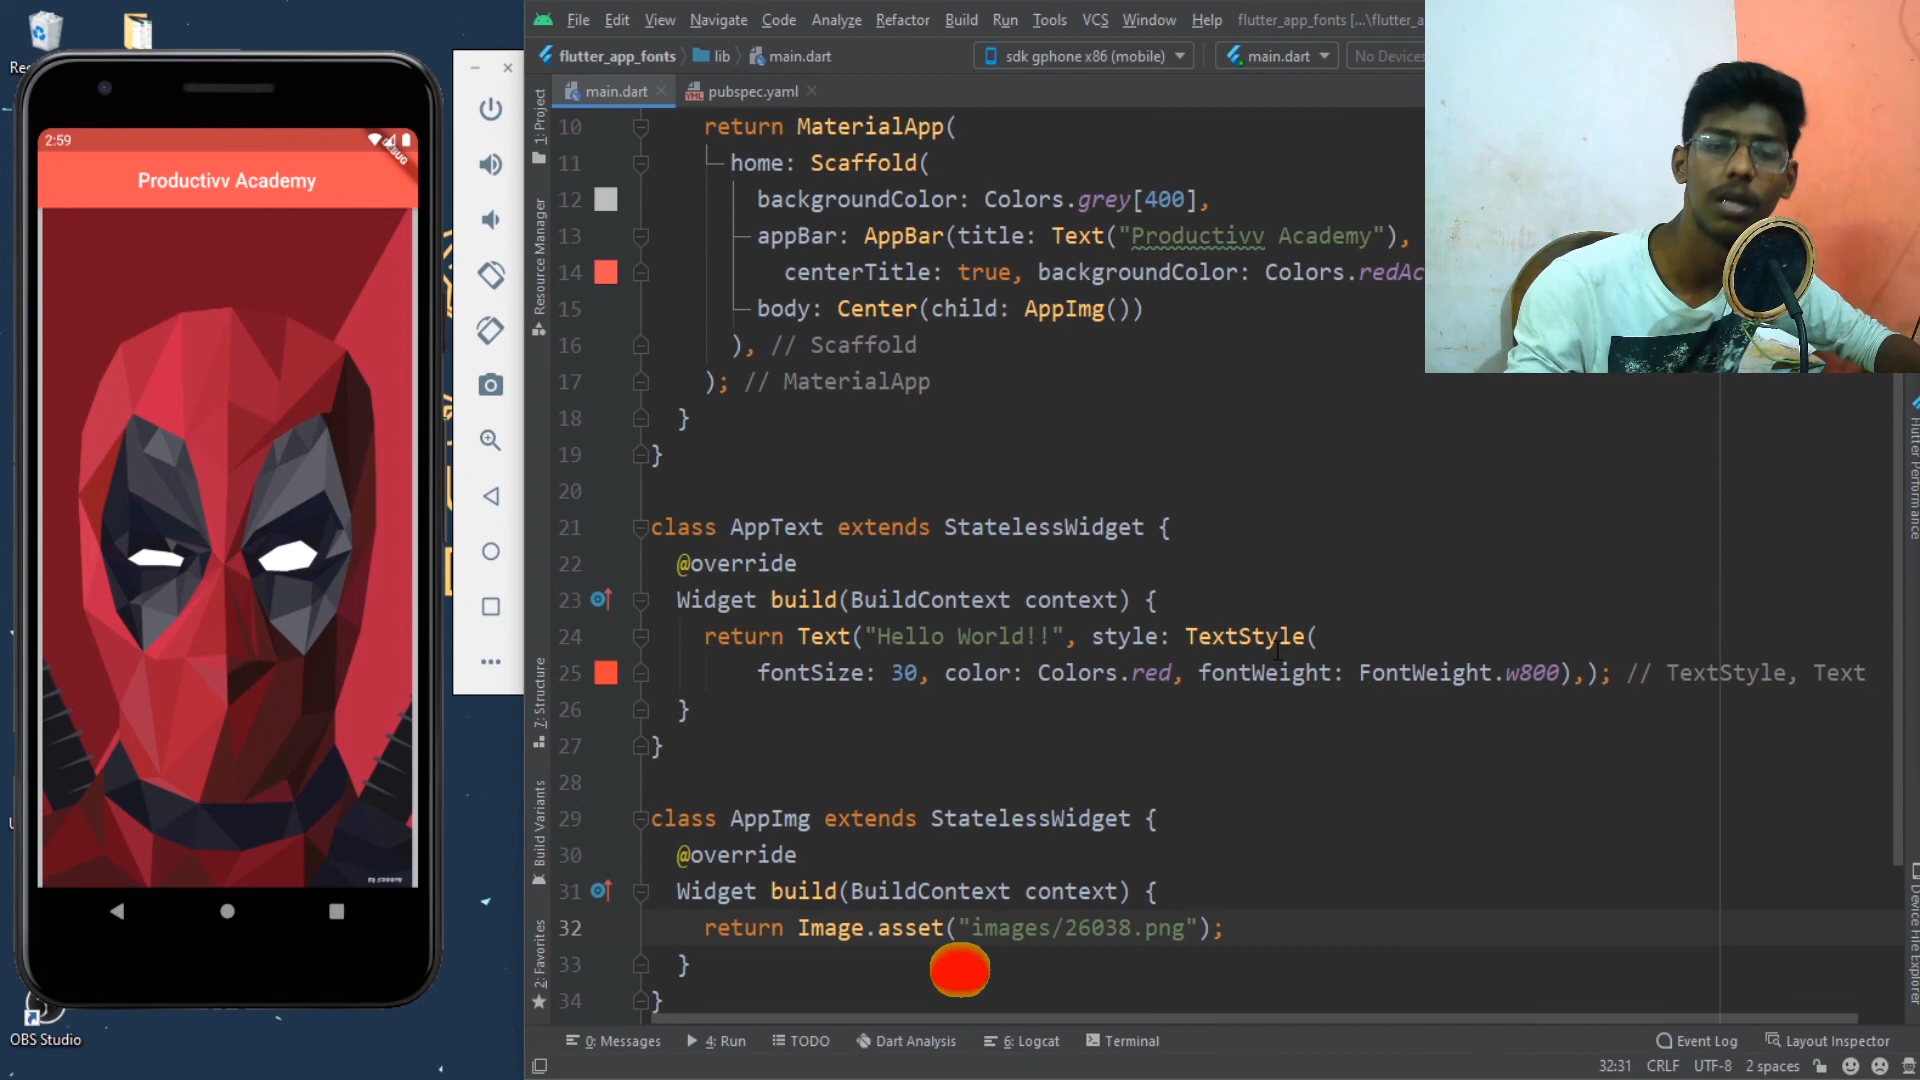 File Edit View Navigate Code Analyze Refactor Build Run Tools VCS Window Help flutter_app_fonts [...\flutter_a
flutter_app_fonts lib main.dart sdk gphone x86 (mobile) main.dart No Devices
main.dart pubspec.yaml
2:59
DEBUG
Productivv Academy
OBS Studio
1: Project
Resource Manager
7: Structure
Build Variants
2: Favorites
10 return MaterialApp(
11 home: Scaffold(
12 backgroundColor: Colors.grey[400],
13 appBar: AppBar(title: Text("Productivv Academy"),
14 centerTitle: true, backgroundColor: Colors.redAc
15 body: Center(child: AppImg())
16 ), // Scaffold
17 ); // MaterialApp
18 }
19 }
20
21 class AppText extends StatelessWidget {
22 @override
23 Widget build(BuildContext context) {
24 return Text("Hello World!!", style: TextStyle(
25 fontSize: 30, color: Colors.red, fontWeight: FontWeight.w800),); // TextStyle, Text
26 }
27 }
28
29 class AppImg extends StatelessWidget {
30 @override
31 Widget build(BuildContext context) {
32 return Image.asset("images/26038.png");
33 }
34 }
Flutter Performance
Device File Explorer
0: Messages 4: Run TODO Dart Analysis 6: Logcat Terminal Event Log Layout Inspector
32:31 CRLF UTF-8 2 spaces